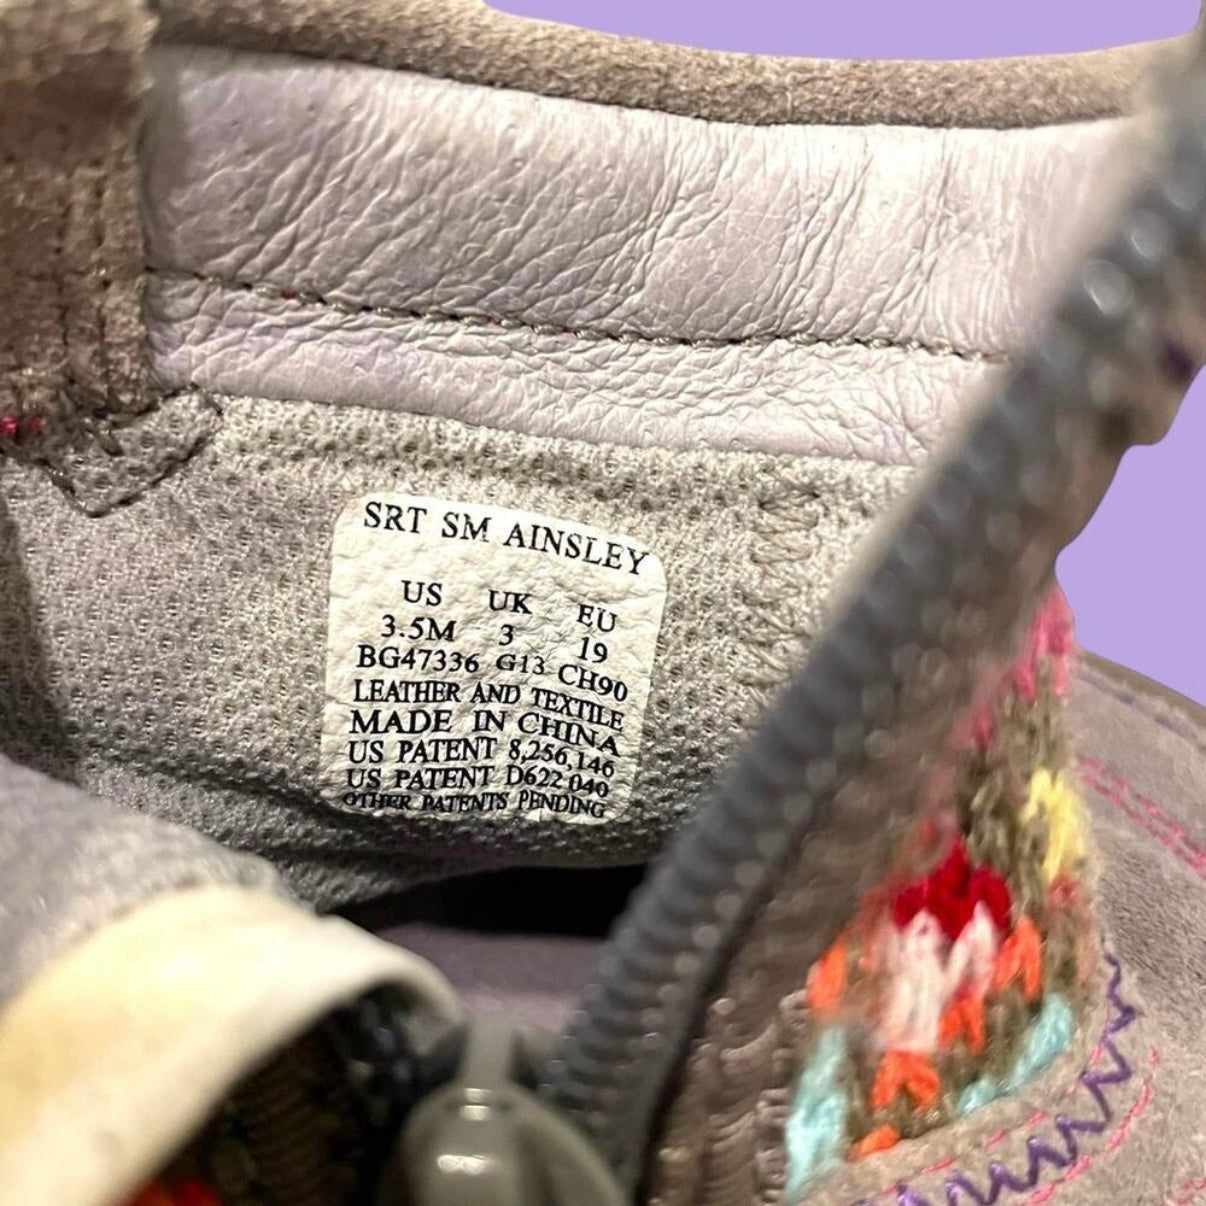 SRT SM AINSLEY
US UK EU
3.5M 3 19
BG47336 G13 CH90
LEATHER AND TEXTILE
MADE IN CHINA
US PATENT 8,256,146
US PATENT D622 040
OTHER PATENTS PENDING